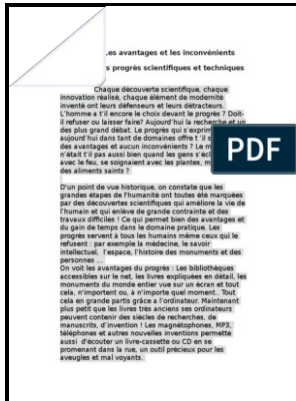 Les avantages et les inconvénients
s progrès scientifiques et techniques
Chaque découverte scientifique, chaque
innovation réalisé, chaque élément de modernité
inventé ont leurs défenseurs et leurs détracteurs.
L'homme a t'il encore le choix devant le progrès ? Doit-
il refuser ou laisser faire? Aujourd'hui la recherche et un
des plus grand débat. Le progrès qui s'exprim
aujourd'hui dans tant de domaines offre t 'il s
des avantages et aucun inconvénients ? Le m
n'était t'il pas aussi bien quand les gens s'écl
PDF
avec le feu, se soignaient avec les plantes, m
des aliments saints ?
D'un point de vue historique, on constate que les
grandes étapes de l'humanité ont toutes été marquées
par des découvertes scientifiques qui améliore la vie de
l'humain et qui enlève de grande contrainte et des
travaux difficiles ! Ce qui permet bien des avantages et
du gain de temps dans le domaine pratique. Les
progrès servent à tous les humains même ceux qui le
refusent : par exemple la médecine, le savoir
intellectuel, l'espace, l'histoire des monuments et des
personnes ...
On voit les avantages du progrès : Les bibliothèques
accessibles sur le net, les livres expliquées en détail, les
monuments du monde entier vue sur un écran et tout
cela, n'importent ou, à n'importe quel moment.. Tout
cela en grande partis grâce a l'ordinateur. Maintenant
plus petit que les livres très anciens ses ordinateurs
peuvent contenir des siècles de recherches, de
manuscrits, d'invention ! Les magnétophones, MP3,
téléphones et autres nouvelles inventions permette
aussi d'écouter un livre-cassette ou CD en se
promenant dans la rue, un outil précieux pour les
aveugles et mal voyants.